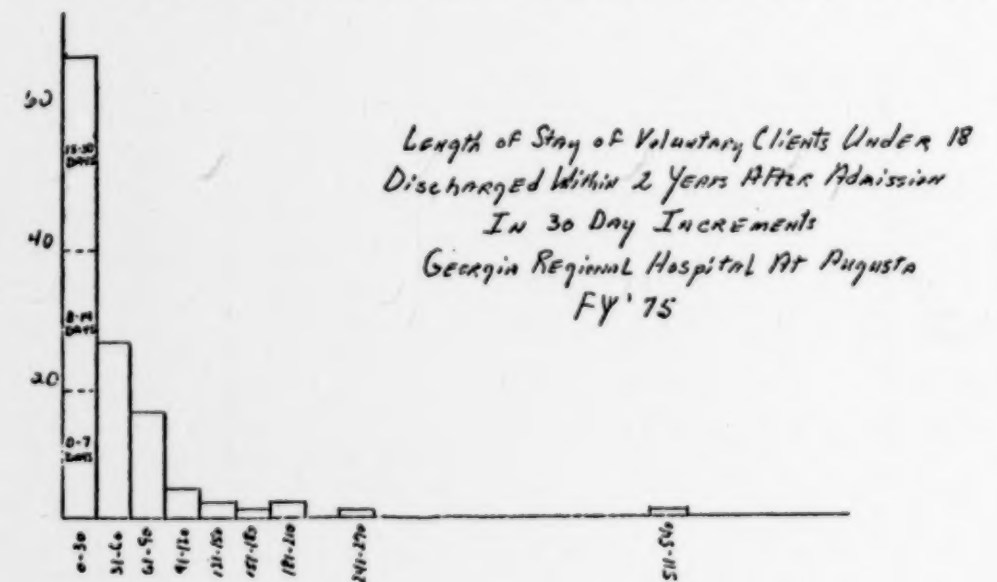 60
15-30
DAYS
40
8-14
DAYS
20
0-7
DAYS
Length of Stay of Voluntary Clients Under 18
Discharged Within 2 Years After Admission
In 30 Day Increments
Georgia Regional Hospital At Augusta
FY '75
0-30
31-60
61-90
91-120
121-150
151-180
181-210
241-270
511-540